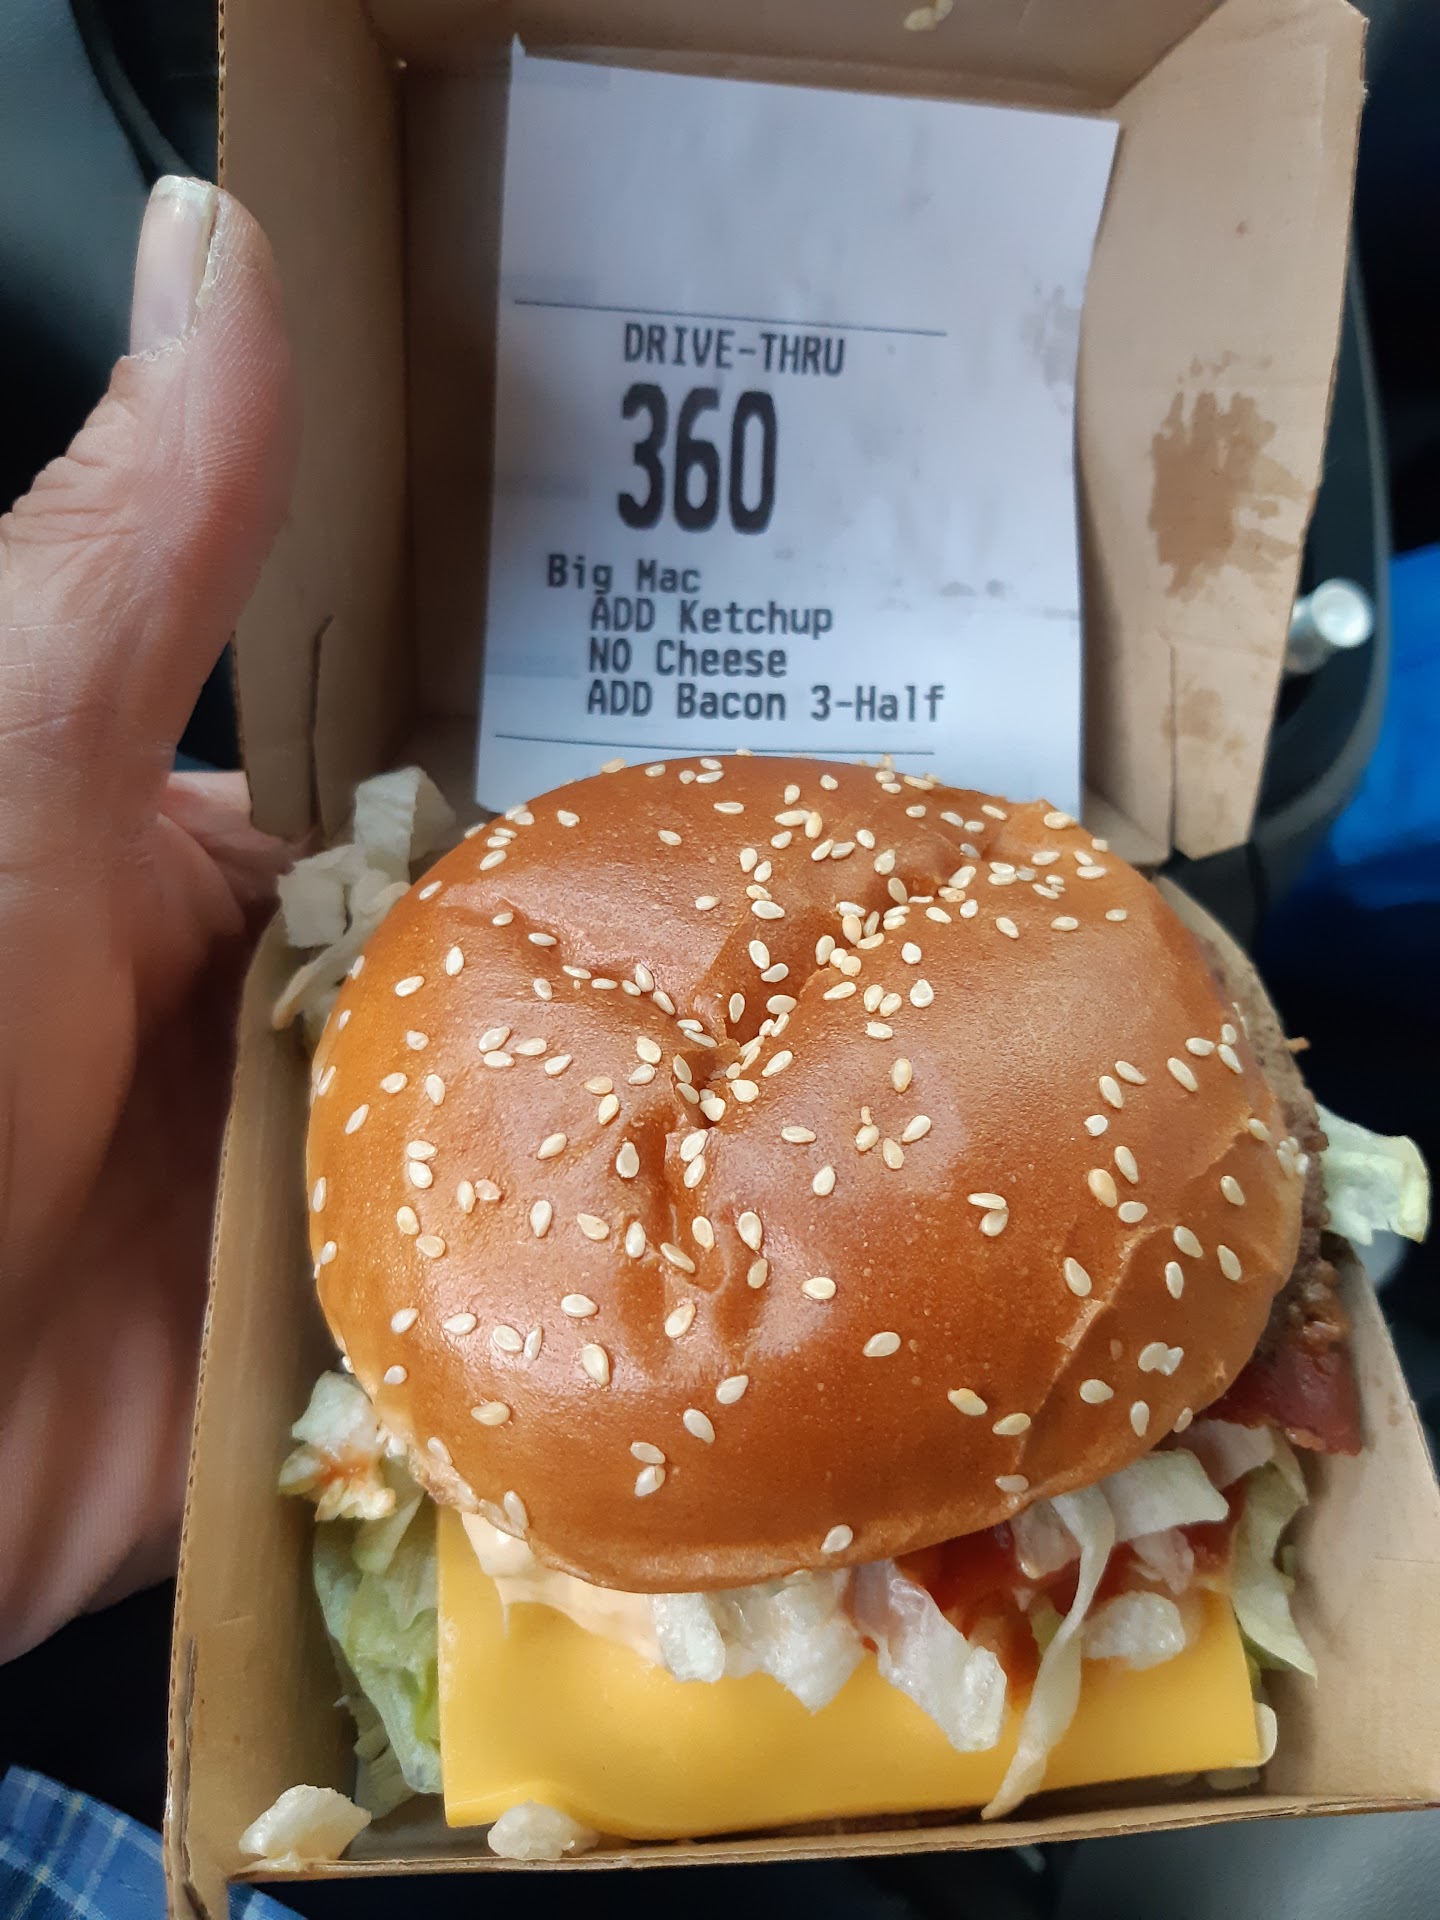 DRIVE-THRU
360
Big Mac
ADD Ketchup
NO Cheese
ADD Bacon 3-Half